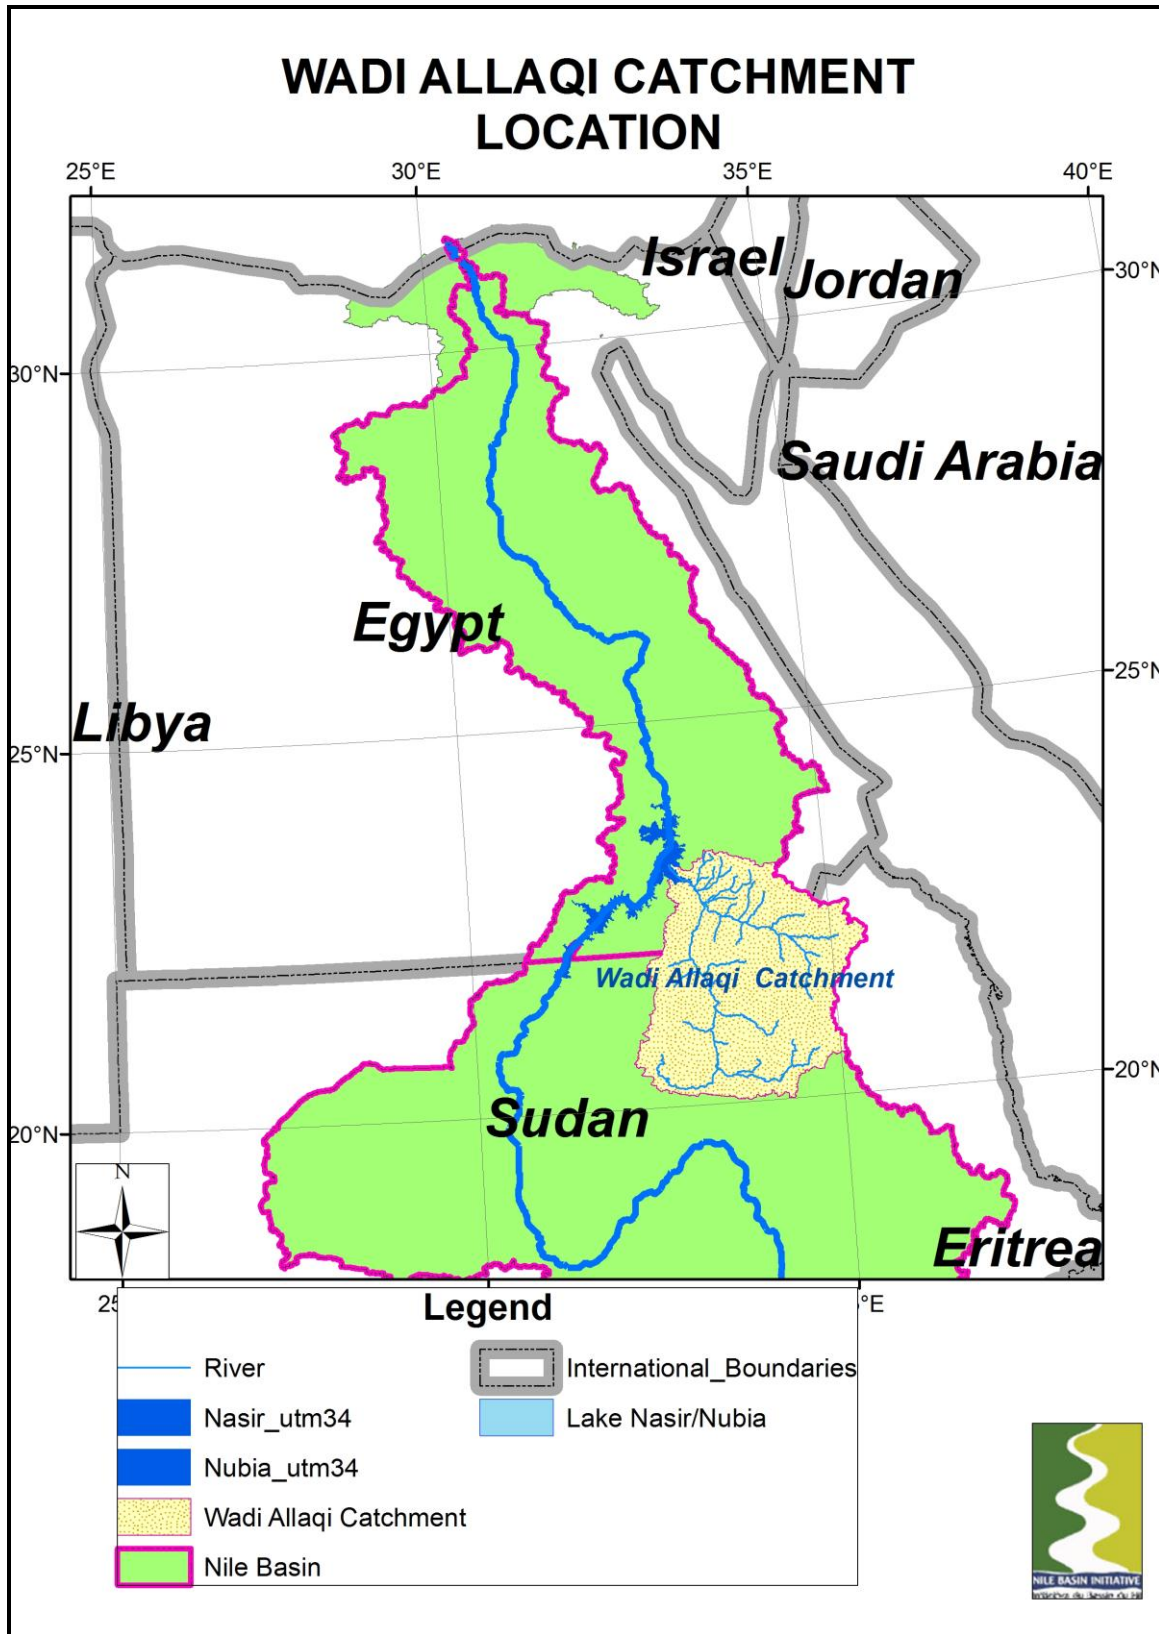 WADI ALLAQI CATCHMENT
LOCATION
25°E 30°E 35°E 40°E
Israel
Jordan
30°N
30°N
Saudi Arabia
Egypt
25°N
Libya
25°N
Wadi Allaqi Catchment
20°N
Sudan
20°N
N
Eritrea
25
°E
Legend
River
International_Boundaries
Nasir_utm34
Lake Nasir/Nubia
Nubia_utm34
Wadi Allaqi Catchment
Nile Basin
NILE BASIN INITIATIVE